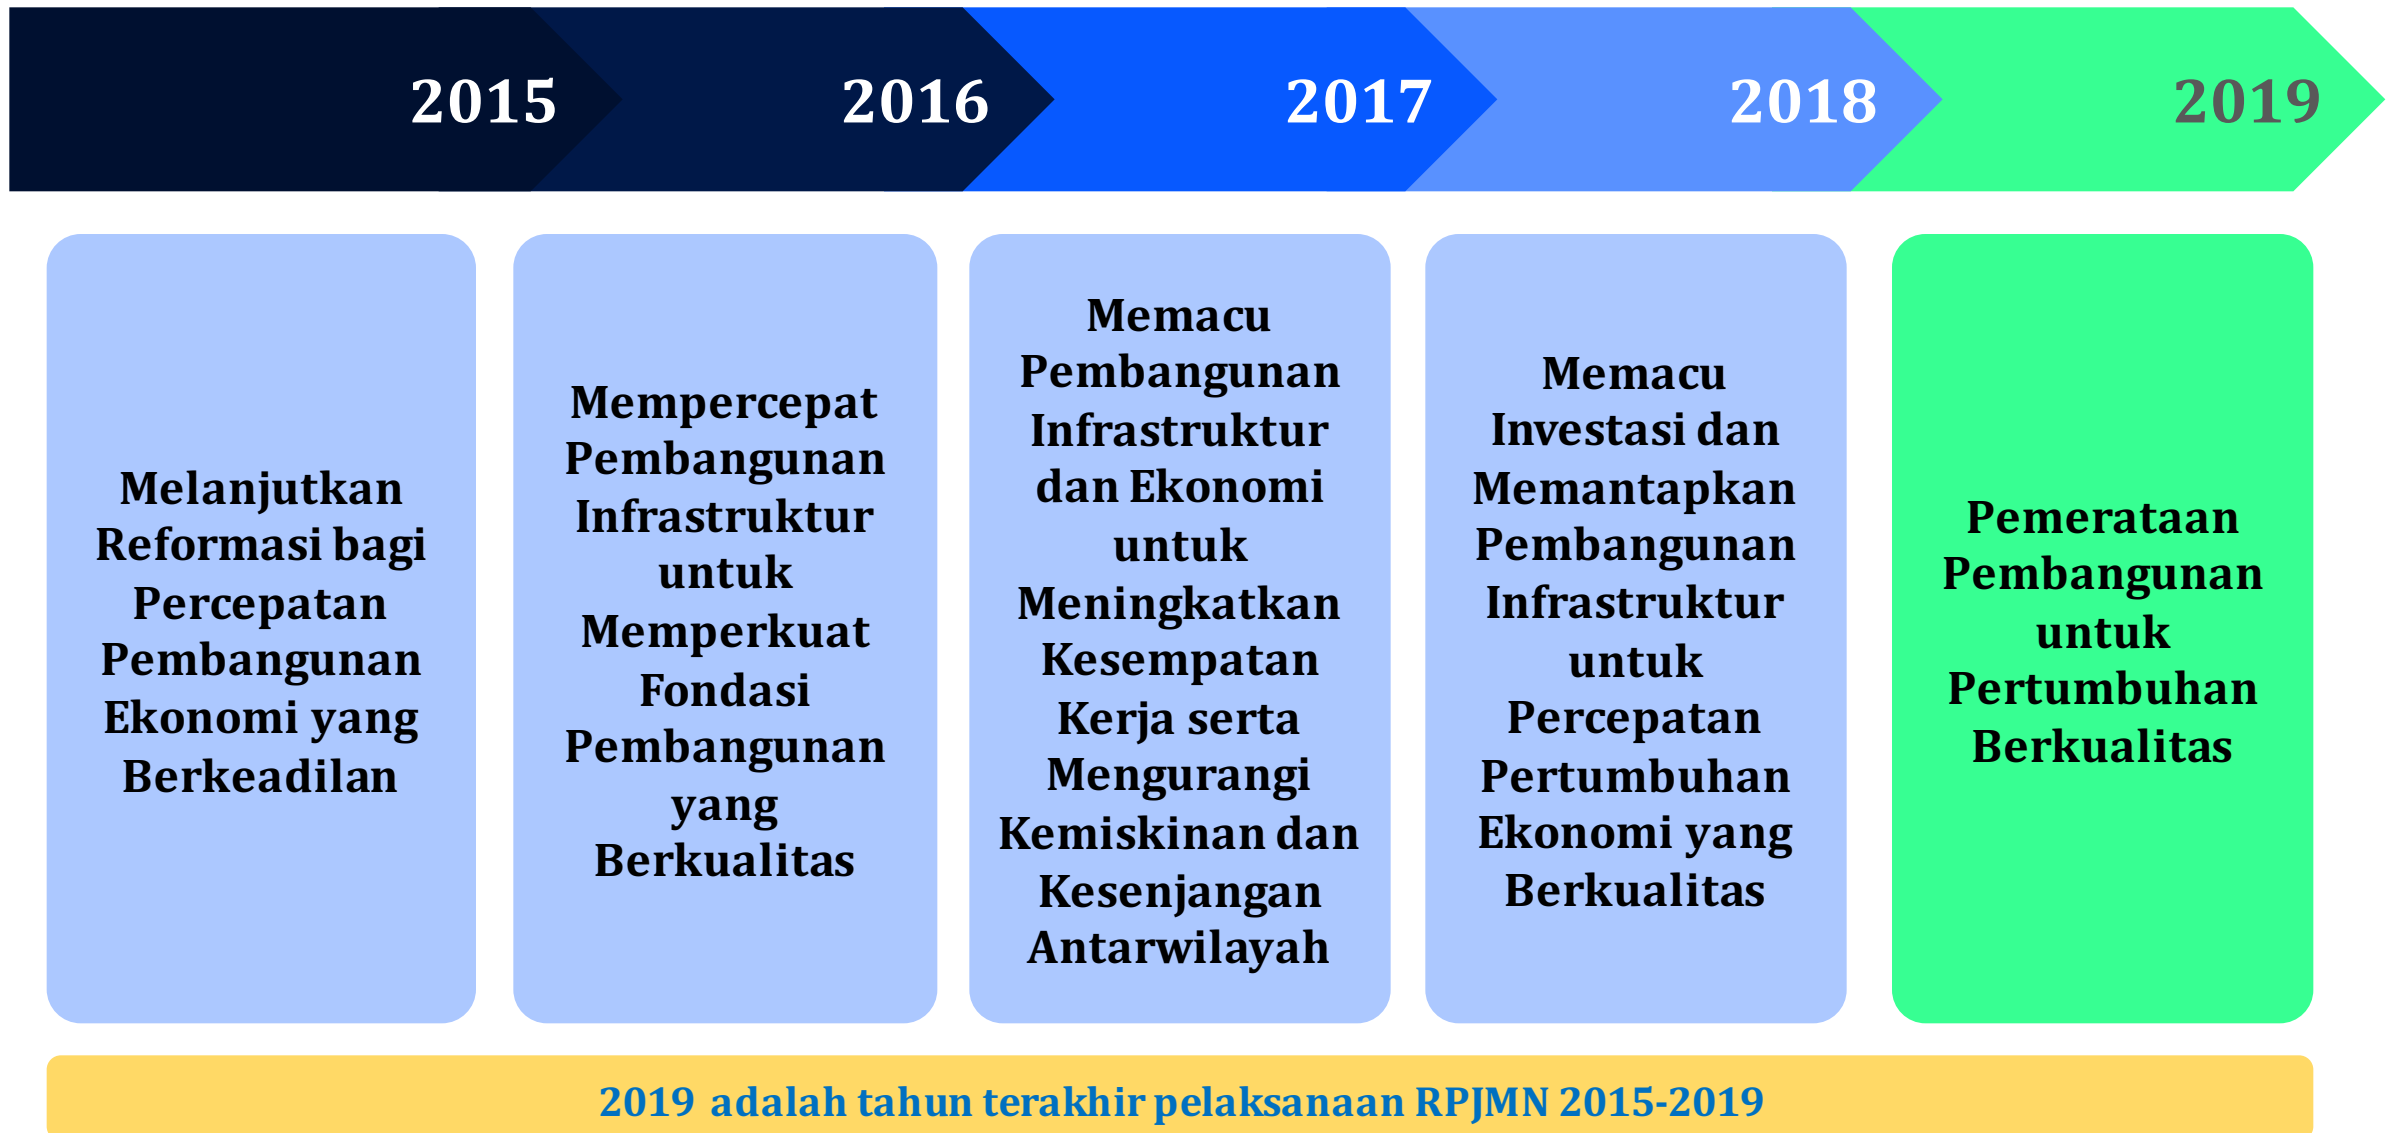 2015
2016
2017
2018
2019
Melanjutkan
Reformasi bagi
Percepatan
Pembangunan
Ekonomi yang
Berkeadilan
Mempercepat
Pembangunan
Infrastruktur
untuk
Memperkuat
Fondasi
Pembangunan
yang
Berkualitas
Memacu
Pembangunan
Infrastruktur
dan Ekonomi
untuk
Meningkatkan
Kesempatan
Kerja serta
Mengurangi
Kemiskinan dan
Kesenjangan
Antarwilayah
Memacu
Investasi dan
Memantapkan
Pembangunan
Infrastruktur
untuk
Percepatan
Pertumbuhan
Ekonomi yang
Berkualitas
Pemerataan
Pembangunan
untuk
Pertumbuhan
Berkualitas
2019 adalah tahun terakhir pelaksanaan RPJMN 2015-2019